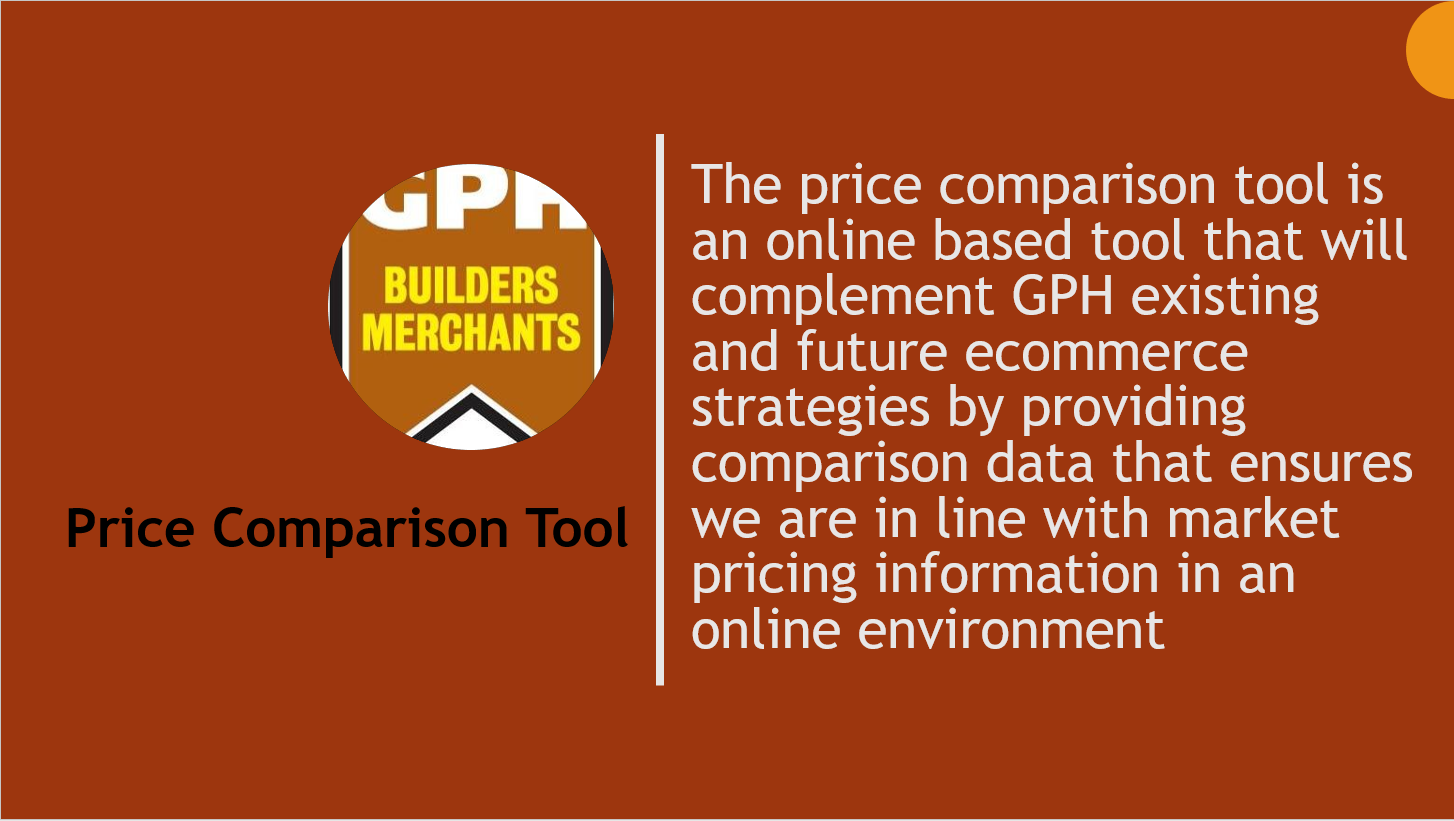 GPH
BUILDERS
MERCHANTS
Price Comparison Tool
The price comparison tool is
an online based tool that will
complement GPH existing
and future ecommerce
strategies by providing
comparison data that ensures
we are in line with market
pricing information in an
online environment